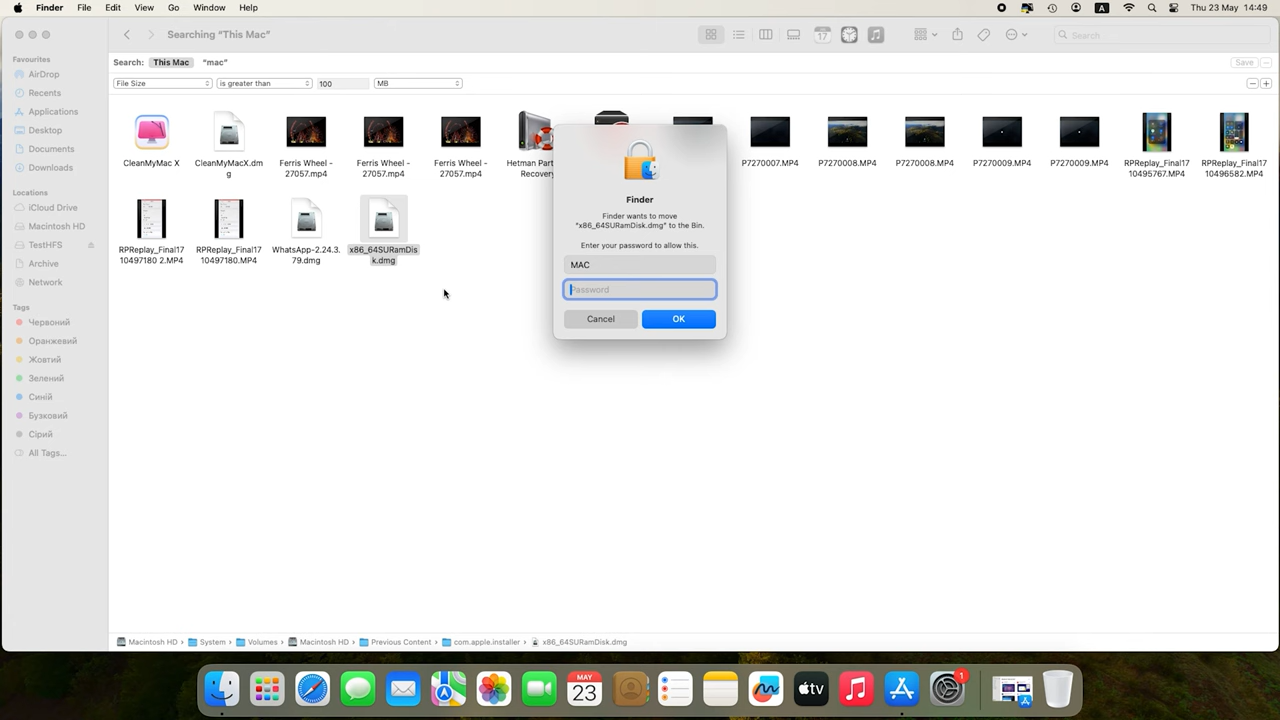 Finder File Edit View Go Window Help
A Thu 23 May 14:49
Searching “This Mac”
17
Search
Search: This Mac “mac”
Save
File Size is greater than 100 MB
Favourites
AirDrop
Recents
Applications
Desktop
Documents
Downloads
Locations
iCloud Drive
Macintosh HD
TestHFS
Archive
Network
Tags
Червоний
Оранжевий
Жовтий
Зелений
Синій
Бузковий
Сірий
All Tags...
CleanMyMac X
CleanMyMacX.dm
g
Ferris Wheel -
27057.mp4
Ferris Wheel -
27057.mp4
Ferris Wheel -
27057.mp4
Hetman Part
Recovery
P7270007.MP4
P7270008.MP4
P7270008.MP4
P7270009.MP4
P7270009.MP4
RPReplay_Final17
10495767.MP4
RPReplay_Final17
10496582.MP4
RPReplay_Final17
10497180 2.MP4
RPReplay_Final17
10497180.MP4
WhatsApp-2.24.3.
79.dmg
x86_64SURamDis
k.dmg
Finder
Finder wants to move
“x86_64SURamDisk.dmg” to the Bin.
Enter your password to allow this.
MAC
Password
Cancel OK
Macintosh HD › System › Volumes › Macintosh HD › Previous Content › com.apple.installer › x86_64SURamDisk.dmg
MAY
23
tv
1